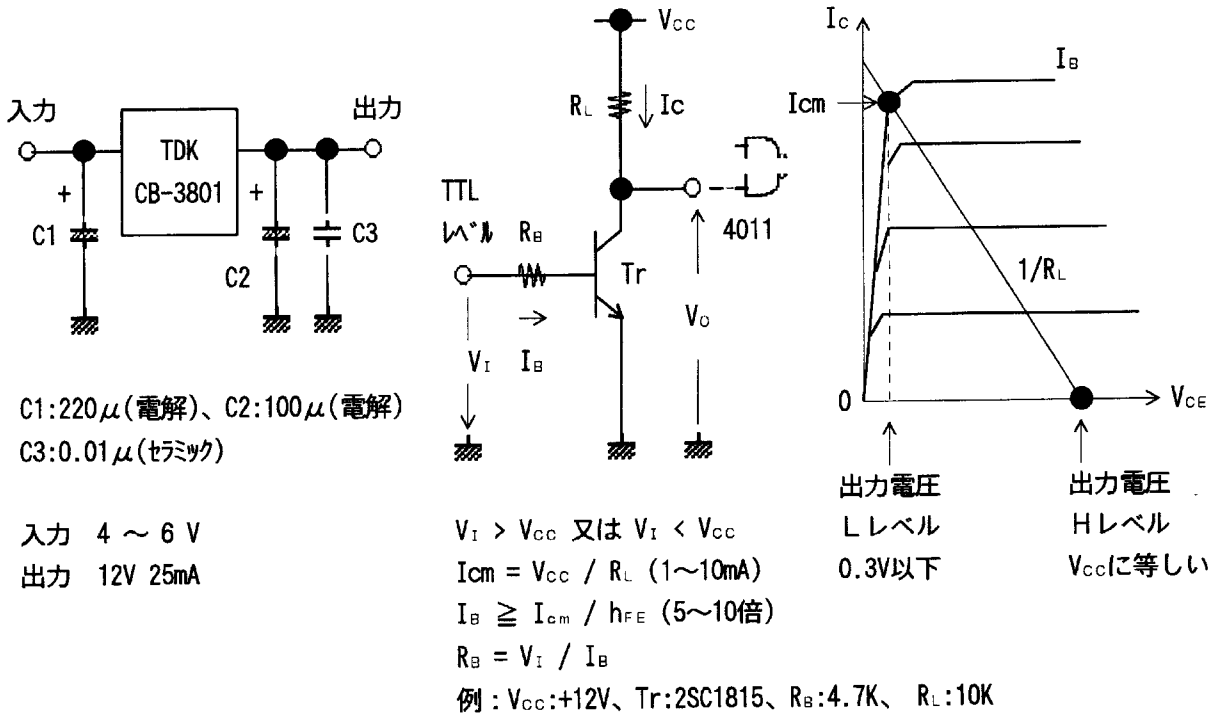 入力
出力
TDK
CB-3801
+
+
C1
C2
C3
C1:220μ(電解)、C2:100μ(電解)
C3:0.01μ(ｾﾗﾐｯｸ)
入力 4 ～ 6 V
出力 12V 25mA
VCC
RL
IC
TTL
ﾚﾍﾞﾙ
RB
Tr
4011
VI
IB
VO
VI > VCC 又は VI < VCC
Icm = VCC / RL (1～10mA)
IB ≧ Icm / hFE (5～10倍)
RB = VI / IB
例：VCC:+12V、Tr:2SC1815、RB:4.7K、 RL:10K
IC
IB
Icm
1/RL
0
VCE
出力電圧
Lレベル
0.3V以下
出力電圧
Hレベル
VCCに等しい